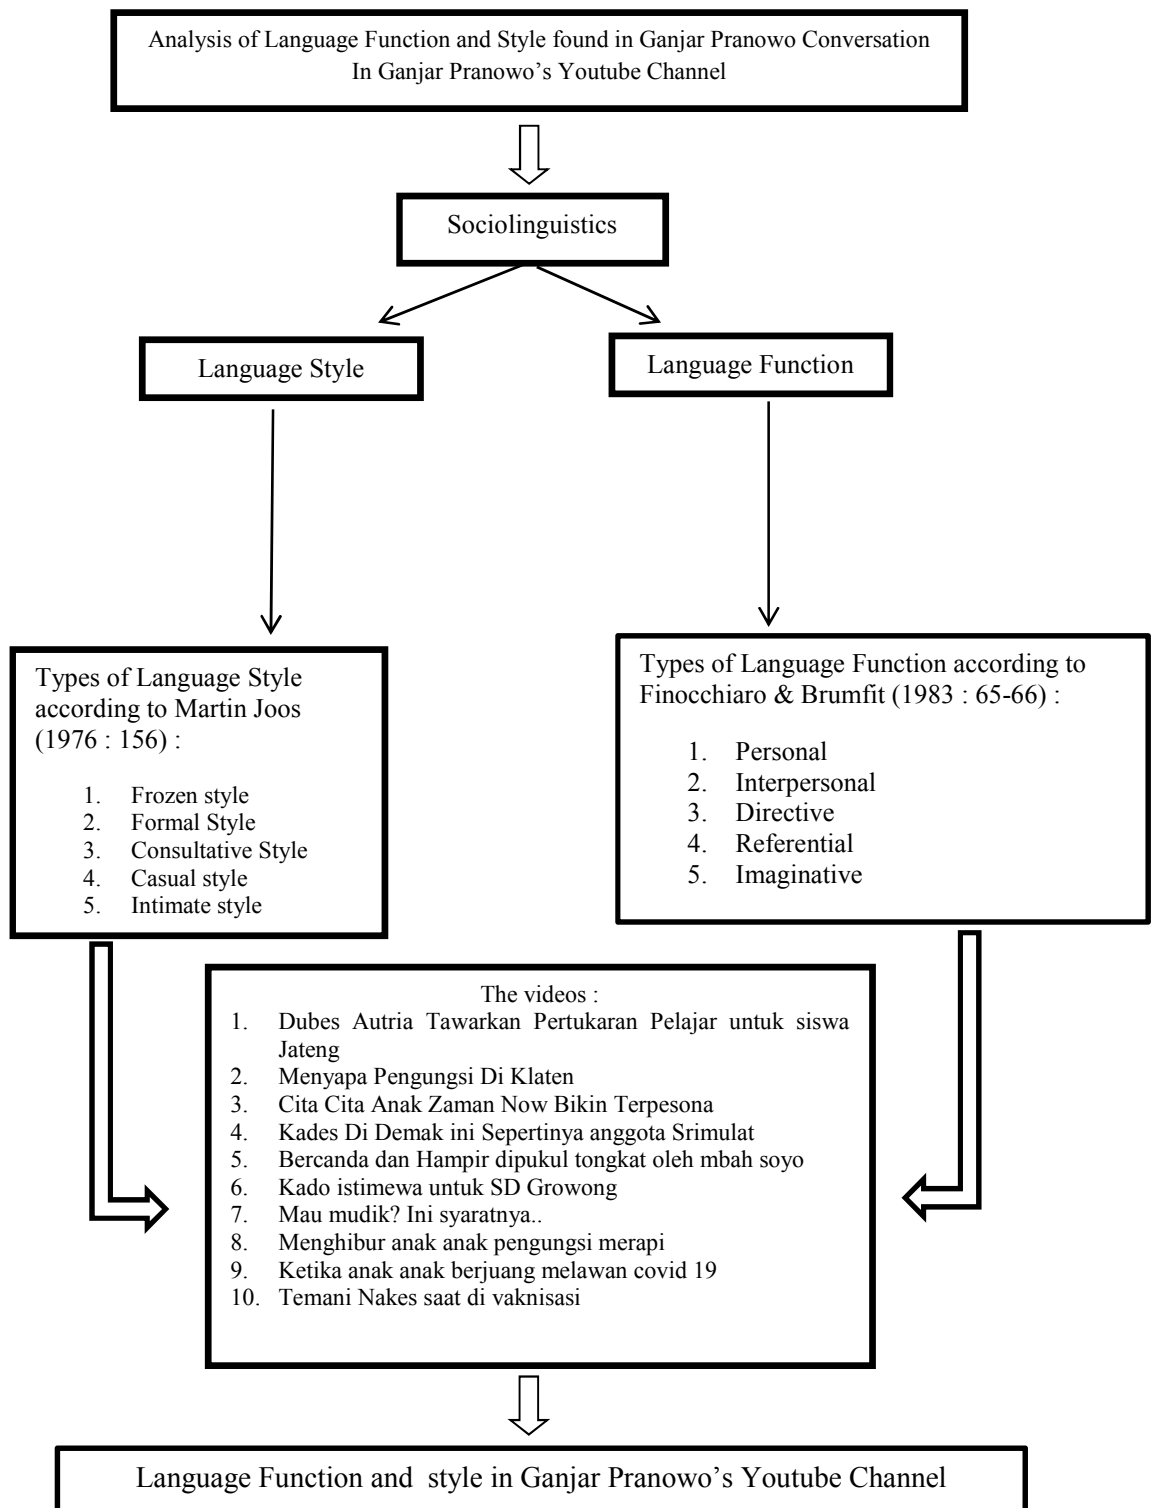 Analysis of Language Function and Style found in Ganjar Pranowo Conversation
In Ganjar Pranowo’s Youtube Channel
Sociolinguistics
Language Style
Language Function
Types of Language Style
according to Martin Joos
(1976 : 156) :
1. Frozen style
2. Formal Style
3. Consultative Style
4. Casual style
5. Intimate style
Types of Language Function according to
Finocchiaro & Brumfit (1983 : 65-66) :
1. Personal
2. Interpersonal
3. Directive
4. Referential
5. Imaginative
The videos :
1. Dubes Autria Tawarkan Pertukaran Pelajar untuk siswa
Jateng
2. Menyapa Pengungsi Di Klaten
3. Cita Cita Anak Zaman Now Bikin Terpesona
4. Kades Di Demak ini Sepertinya anggota Srimulat
5. Bercanda dan Hampir dipukul tongkat oleh mbah soyo
6. Kado istimewa untuk SD Growong
7. Mau mudik? Ini syaratnya..
8. Menghibur anak anak pengungsi merapi
9. Ketika anak anak berjuang melawan covid 19
10. Temani Nakes saat di vaknisasi
Language Function and style in Ganjar Pranowo’s Youtube Channel